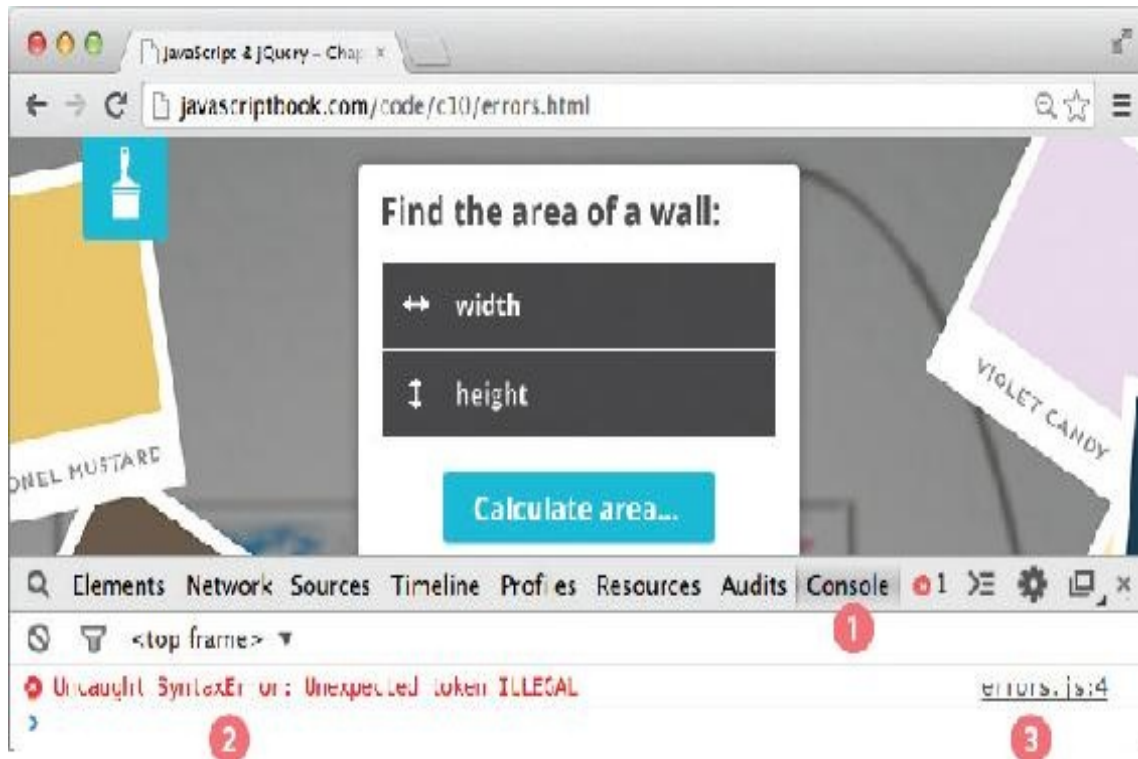 JavaScript & jQuery – Chap
javascriptbook.com/code/c10/errors.html
Find the area of a wall:
width
height
VIOLET CANDY
ONEL MUSTARD
Calculate area...
Elements Network Sources Timeline Profiles Resources Audits Console 1
<top frame>
1
Uncaught SyntaxError: Unexpected token ILLEGAL errors.js:4
2 3